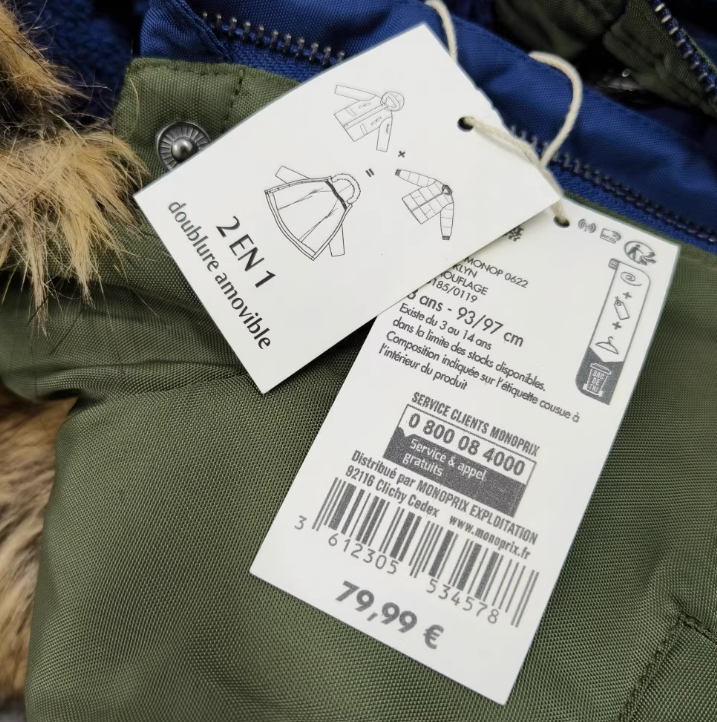 2 EN 1
doublure amovible
MONOP 0622
185/0119
3 ans - 93/97 cm
Existe du 3 au 14 ans
dans la limite des stocks disponibles.
Composition indiquée sur l'étiquette cousue à
l'intérieur du produit
SERVICE CLIENTS MONOPRIX
0 800 08 4000
Service & appel
gratuits
Distribué par MONOPRIX EXPLOITATION
92116 Clichy Cedex www.monoprix.fr
3 612305 534578
79,99 €